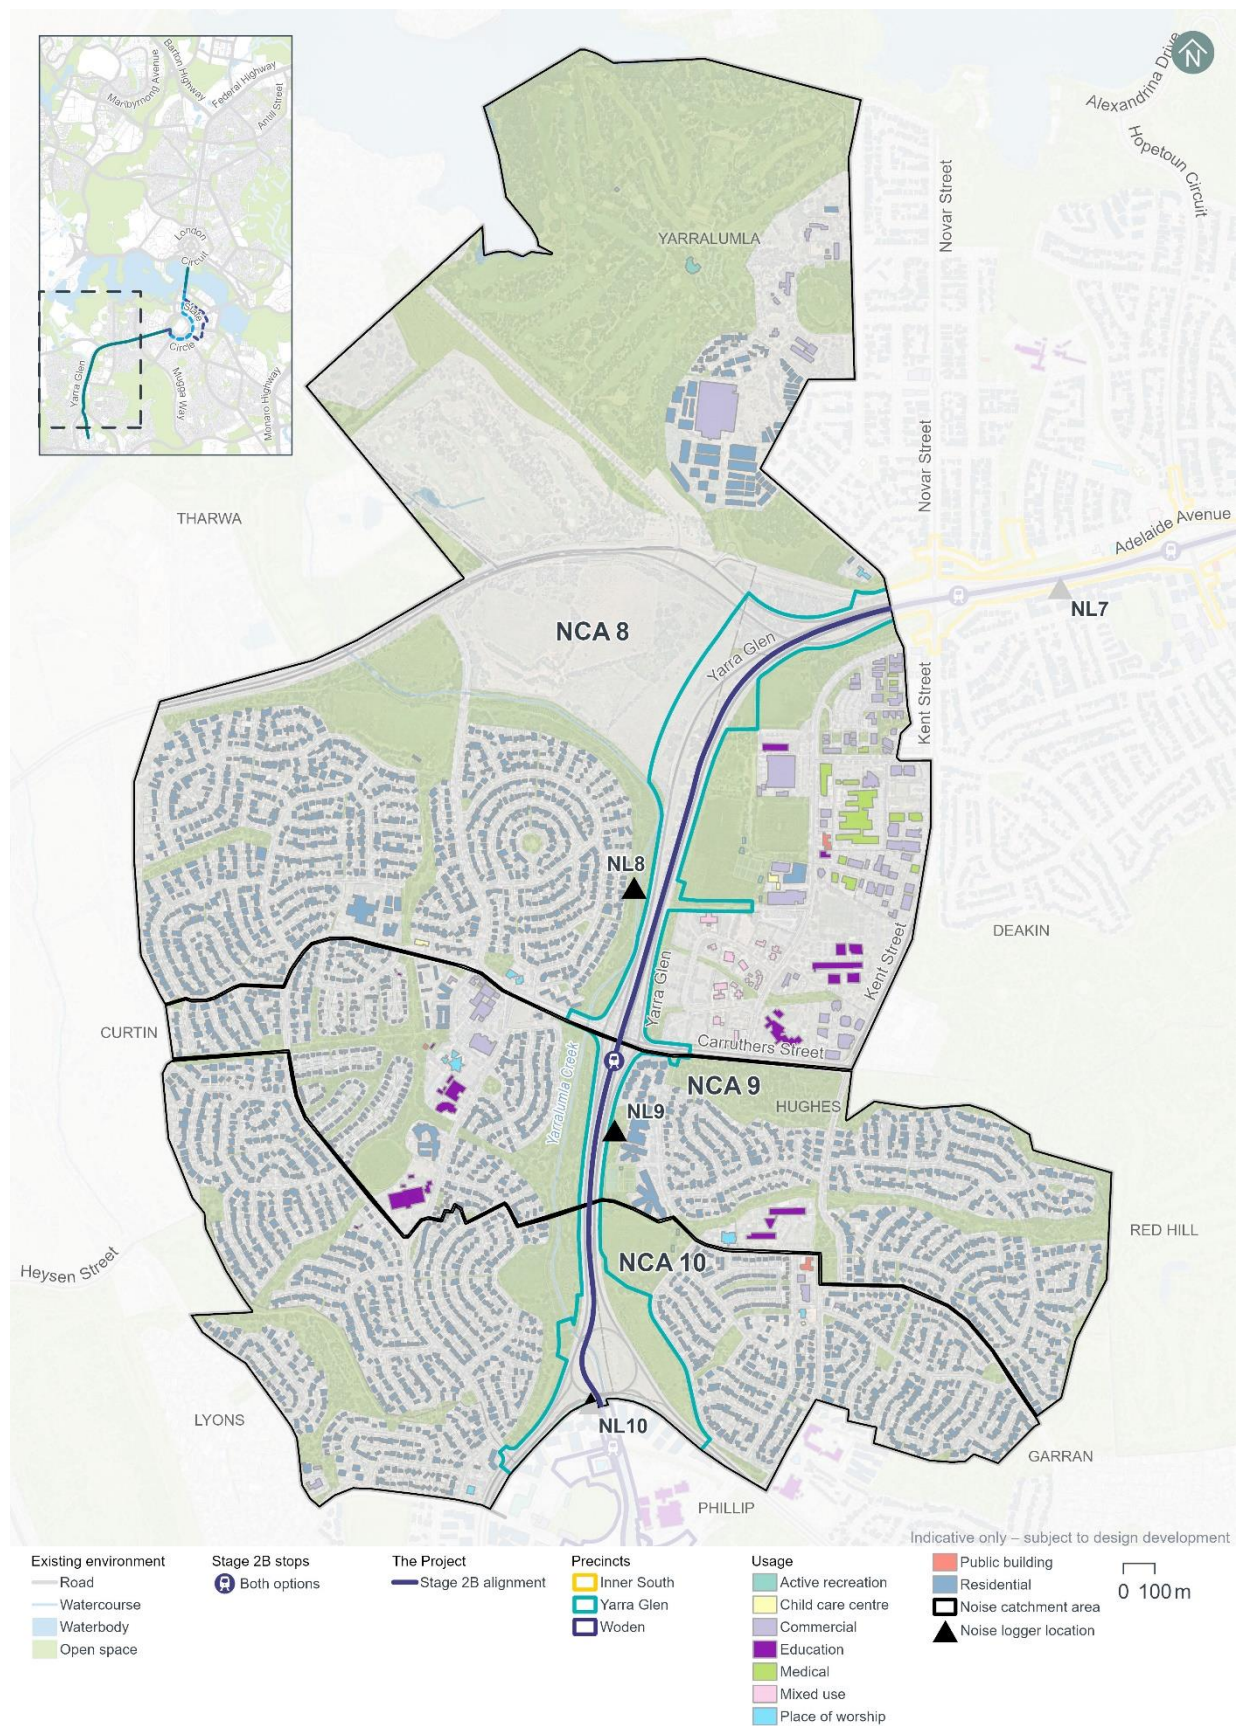 Maribyrnong Avenue
Barton Highway
Federal Highway
Antill Street
London
Circuit
State
Circle
Yarra Glen
Mugga Way
Monaro Highway
N
Alexandrina Drive
Hopetoun Circuit
Novar Street
YARRALUMLA
Novar Street
THARWA
Adelaide Avenue
NL7
NCA 8
Yarra Glen
Kent Street
NL8
DEAKIN
Kent Street
Yarra Glen
CURTIN
Carruthers Street
Yarralumla Creek
NCA 9
HUGHES
NL9
RED HILL
Heysen Street
NCA 10
LYONS
NL10
GARRAN
PHILLIP
Indicative only – subject to design development
Existing environment
Road
Watercourse
Waterbody
Open space
Stage 2B stops
Both options
The Project
Stage 2B alignment
Precincts
Inner South
Yarra Glen
Woden
Usage
Active recreation
Child care centre
Commercial
Education
Medical
Mixed use
Place of worship
Public building
Residential
Noise catchment area
Noise logger location
0 100 m